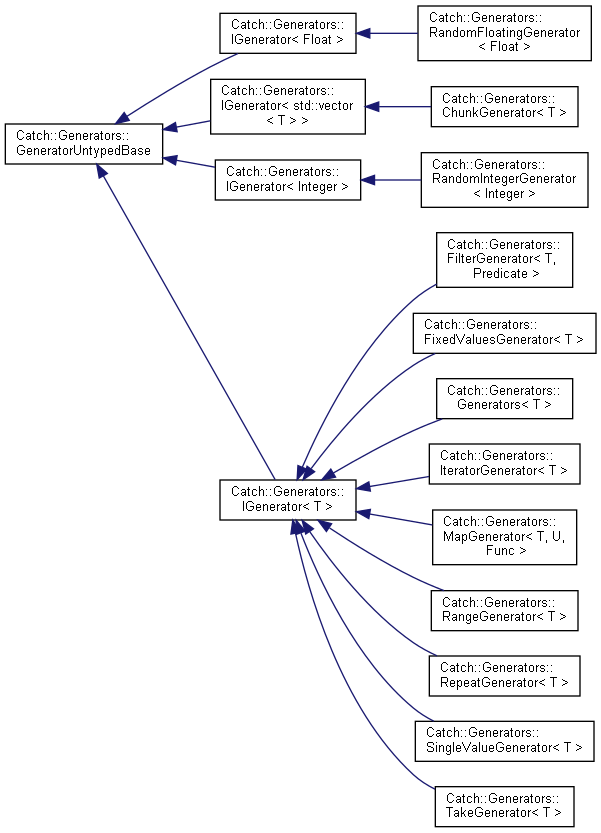 Catch::Generators::
IGenerator< Float >
Catch::Generators::
RandomFloatingGenerator
< Float >
Catch::Generators::
IGenerator< std::vector
< T > >
Catch::Generators::
ChunkGenerator< T >
Catch::Generators::
GeneratorUntypedBase
Catch::Generators::
IGenerator< Integer >
Catch::Generators::
RandomIntegerGenerator
< Integer >
Catch::Generators::
FilterGenerator< T,
Predicate >
Catch::Generators::
FixedValuesGenerator< T >
Catch::Generators::
Generators< T >
Catch::Generators::
IteratorGenerator< T >
Catch::Generators::
IGenerator< T >
Catch::Generators::
MapGenerator< T, U,
Func >
Catch::Generators::
RangeGenerator< T >
Catch::Generators::
RepeatGenerator< T >
Catch::Generators::
SingleValueGenerator< T >
Catch::Generators::
TakeGenerator< T >